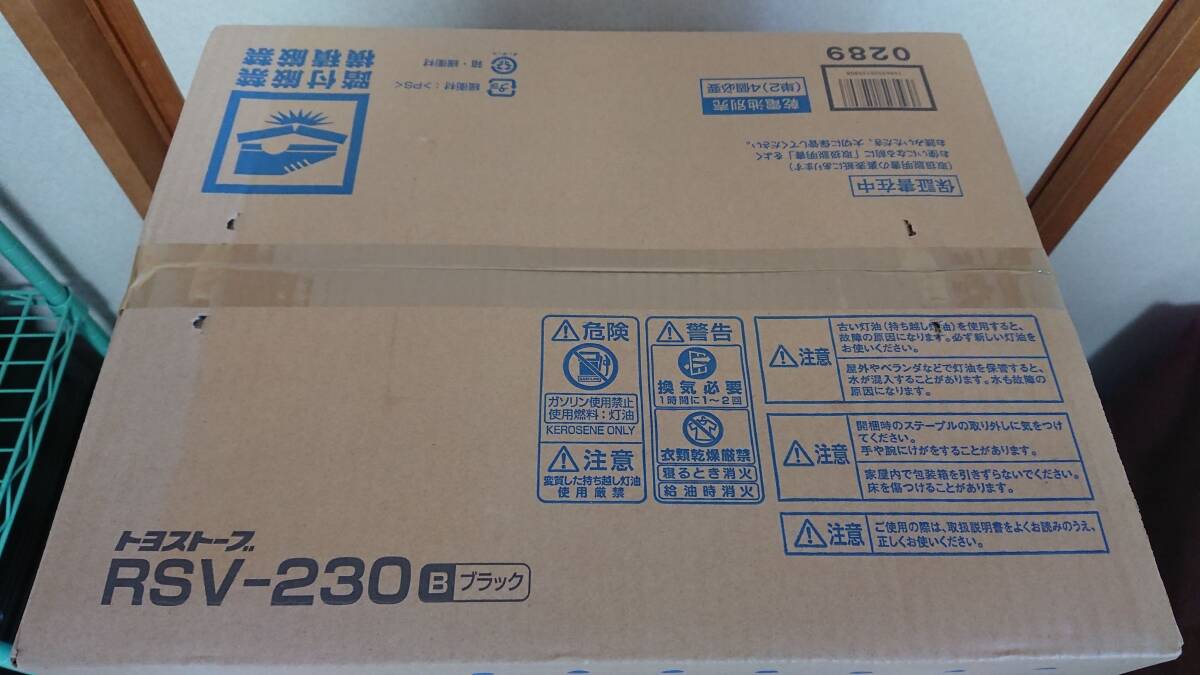 0289
乾電池別売
(単2)4個必要
お使いになる前に「取扱説明書」をよく
お読みいただき、大切に保管してください。
保証書在中
(取扱説明書の裏表紙にあります)
踏付厳禁
横積厳禁
緩衝材:>PS<
箱・緩衝材
危険
ガソリン使用禁止
使用燃料:灯油
KEROSENE ONLY
注意
変質した持ち越し灯油
使用厳禁
警告
換気必要
1時間に1〜2回
衣類乾燥厳禁
寝るとき消火
給油時消火
注意
古い灯油(持ち越し灯油)を使用すると、
故障の原因になります。必ず新しい灯油を
お使いください。
屋外やベランダなどで灯油を保管すると、
水が混入することがあります。水も故障の
原因になります。
注意
開梱時のステープルの取り外しに気をつけ
てください。
手や腕にけがをすることがあります。
家屋内で包装箱を引きずらないでください。
床を傷つけることがあります。
注意
ご使用の際は、取扱説明書をよくお読みのうえ、
正しくお使いください。
トヨストーブ
RSV-230 B ブラック